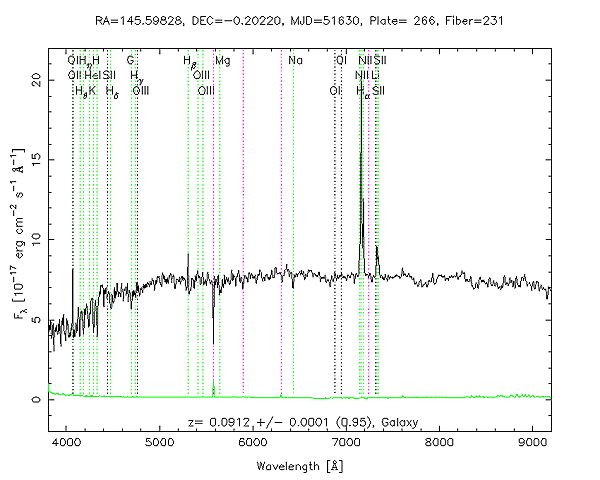 RA=145.59828, DEC=−0.20220, MJD=51630, Plate= 266, Fiber=231
OII Hη H G Hβ Mg Na OI NII SII
OII HeI SII Hγ OIII NII Li
Hθ K Hδ OIII OIII OI Hα SII
20
15
10
5
0
Fλ [10⁻¹⁷ erg cm⁻² s⁻¹ Å⁻¹]
z= 0.0912 +/− 0.0001 (0.95), Galaxy
4000 5000 6000 7000 8000 9000
Wavelength [Å]